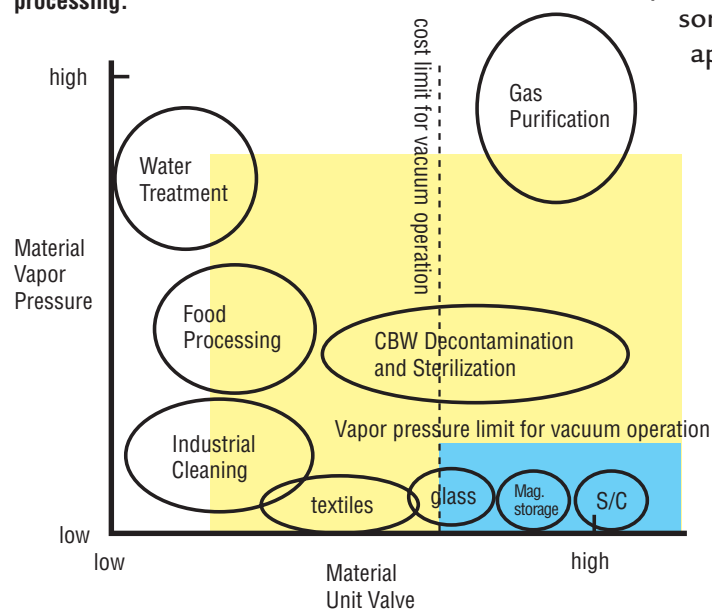 processing.
son
ap
high
cost limit for vacuum operation
Gas
Purification
Water
Treatment
Material
Vapor
Pressure
Food
Processing
CBW Decontamination
and Sterilization
Vapor pressure limit for vacuum operation
Industrial
Cleaning
textiles
glass
Mag.
storage
S/C
low
low
high
Material
Unit Valve